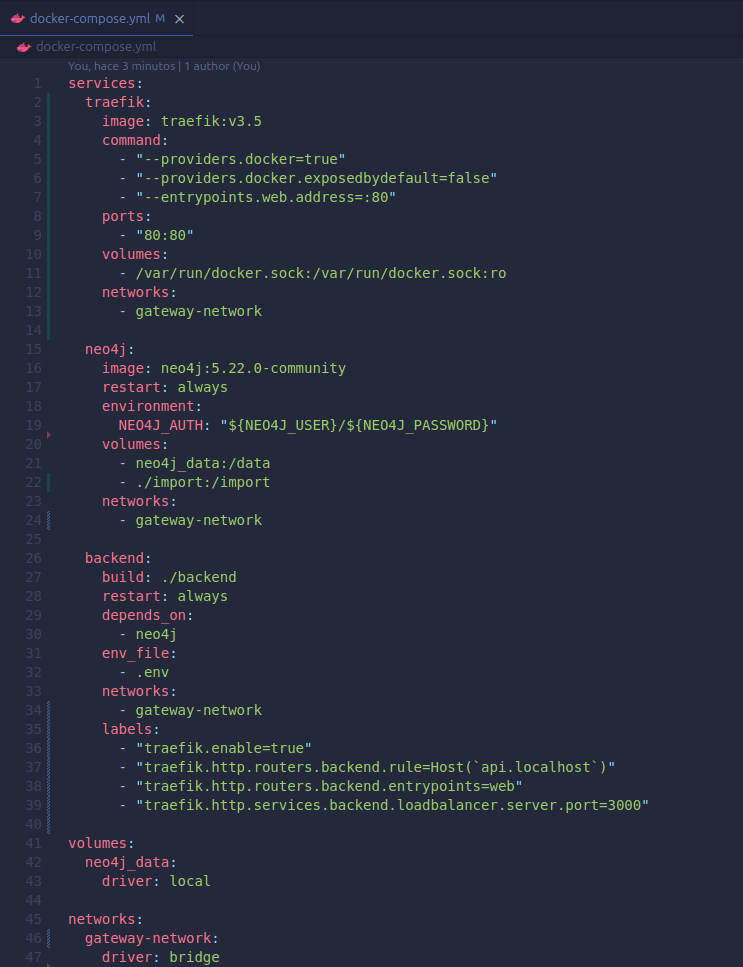 docker-compose.yml M ×
docker-compose.yml
You, hace 3 minutos | 1 author (You)
1 services:
2   traefik:
3     image: traefik:v3.5
4     command:
5       - "--providers.docker=true"
6       - "--providers.docker.exposedbydefault=false"
7       - "--entrypoints.web.address=:80"
8     ports:
9       - "80:80"
10     volumes:
11       - /var/run/docker.sock:/var/run/docker.sock:ro
12     networks:
13       - gateway-network
14
15   neo4j:
16     image: neo4j:5.22.0-community
17     restart: always
18     environment:
19       NEO4J_AUTH: "${NEO4J_USER}/${NEO4J_PASSWORD}"
20     volumes:
21       - neo4j_data:/data
22       - ./import:/import
23     networks:
24       - gateway-network
25
26   backend:
27     build: ./backend
28     restart: always
29     depends_on:
30       - neo4j
31     env_file:
32       - .env
33     networks:
34       - gateway-network
35     labels:
36       - "traefik.enable=true"
37       - "traefik.http.routers.backend.rule=Host(`api.localhost`)"
38       - "traefik.http.routers.backend.entrypoints=web"
39       - "traefik.http.services.backend.loadbalancer.server.port=3000"
40
41 volumes:
42   neo4j_data:
43     driver: local
44
45 networks:
46   gateway-network:
47     driver: bridge